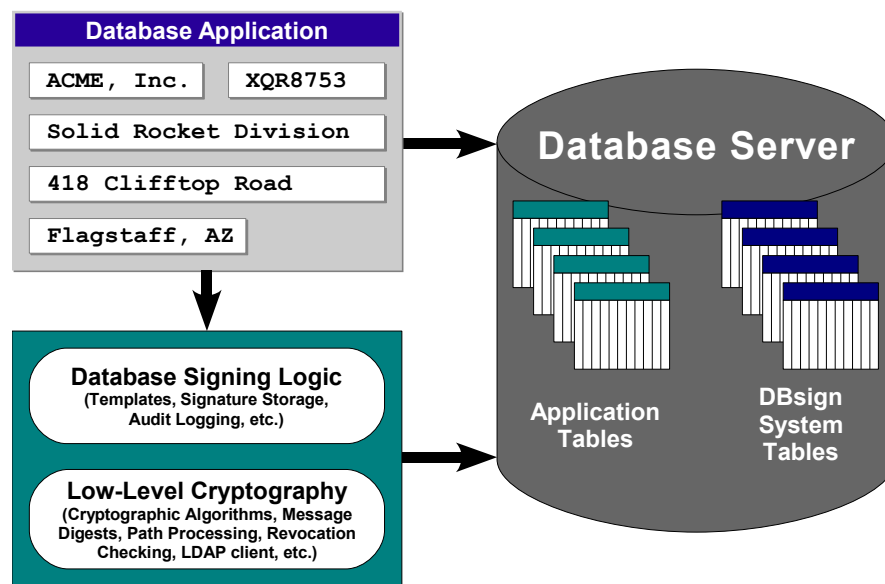 Database Application
ACME, Inc.
XQR8753
Solid Rocket Division
418 Clifftop Road
Flagstaff, AZ
Database Server
Application
Tables
DBsign
System
Tables
Database Signing Logic
(Templates, Signature Storage,
Audit Logging, etc.)
Low-Level Cryptography
(Cryptographic Algorithms, Message
Digests, Path Processing, Revocation
Checking, LDAP client, etc.)